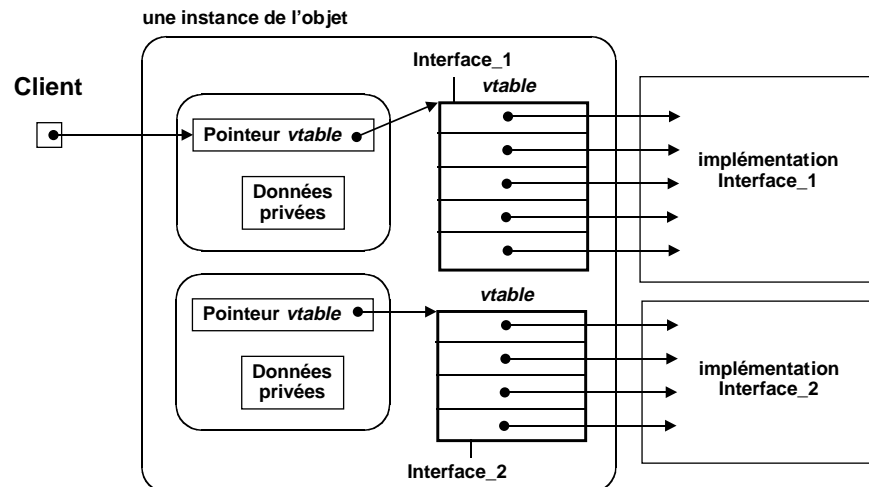 une instance de l'objet
Client
Interface_1
vtable
Pointeur vtable
Données
privées
implémentation
Interface_1
vtable
Pointeur vtable
Données
privées
implémentation
Interface_2
Interface_2